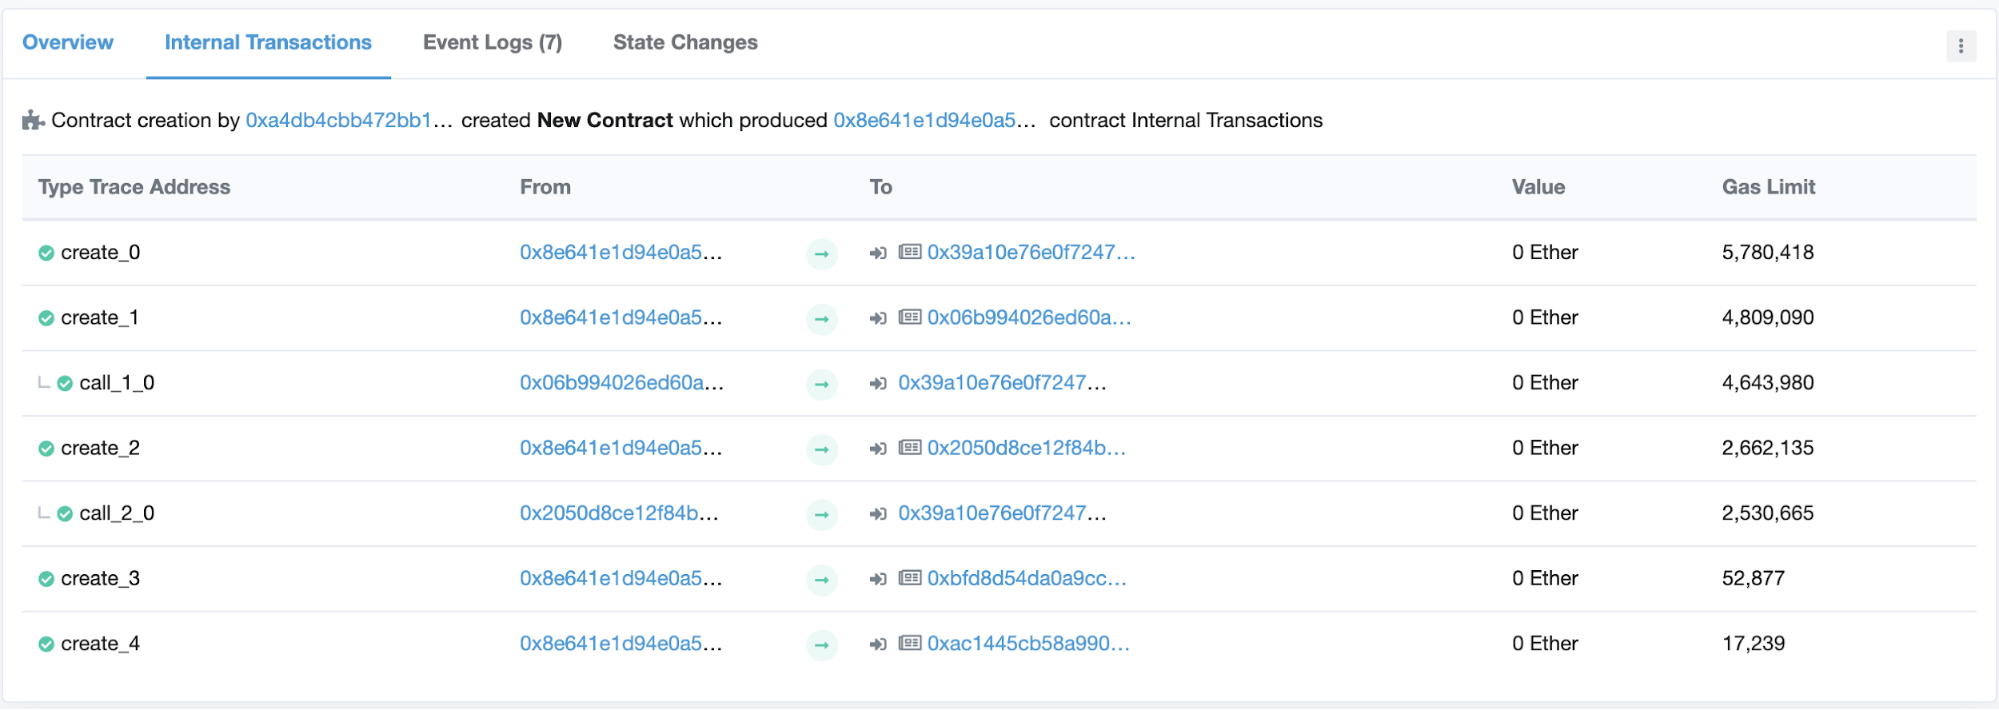 Overview Internal Transactions Event Logs (7) State Changes
Contract creation by 0xa4db4cbb472bb1... created New Contract which produced 0x8e641e1d94e0a5... contract Internal Transactions
Type Trace Address From To Value Gas Limit
create_0 0x8e641e1d94e0a5... 0x39a10e76e0f7247... 0 Ether 5,780,418
create_1 0x8e641e1d94e0a5... 0x06b994026ed60a... 0 Ether 4,809,090
call_1_0 0x06b994026ed60a... 0x39a10e76e0f7247... 0 Ether 4,643,980
create_2 0x8e641e1d94e0a5... 0x2050d8ce12f84b... 0 Ether 2,662,135
call_2_0 0x2050d8ce12f84b... 0x39a10e76e0f7247... 0 Ether 2,530,665
create_3 0x8e641e1d94e0a5... 0xbfd8d54da0a9cc... 0 Ether 52,877
create_4 0x8e641e1d94e0a5... 0xac1445cb58a990... 0 Ether 17,239